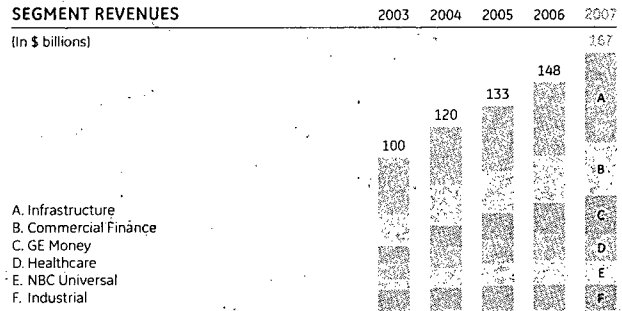 SEGMENT REVENUES 2003 2004 2005 2006 2007
(In $ billions) 167
148
133
120
100
A
B
C
D
E
F
A. Infrastructure
B. Commercial Finance
C. GE Money
D. Healthcare
E. NBC Universal
F. Industrial